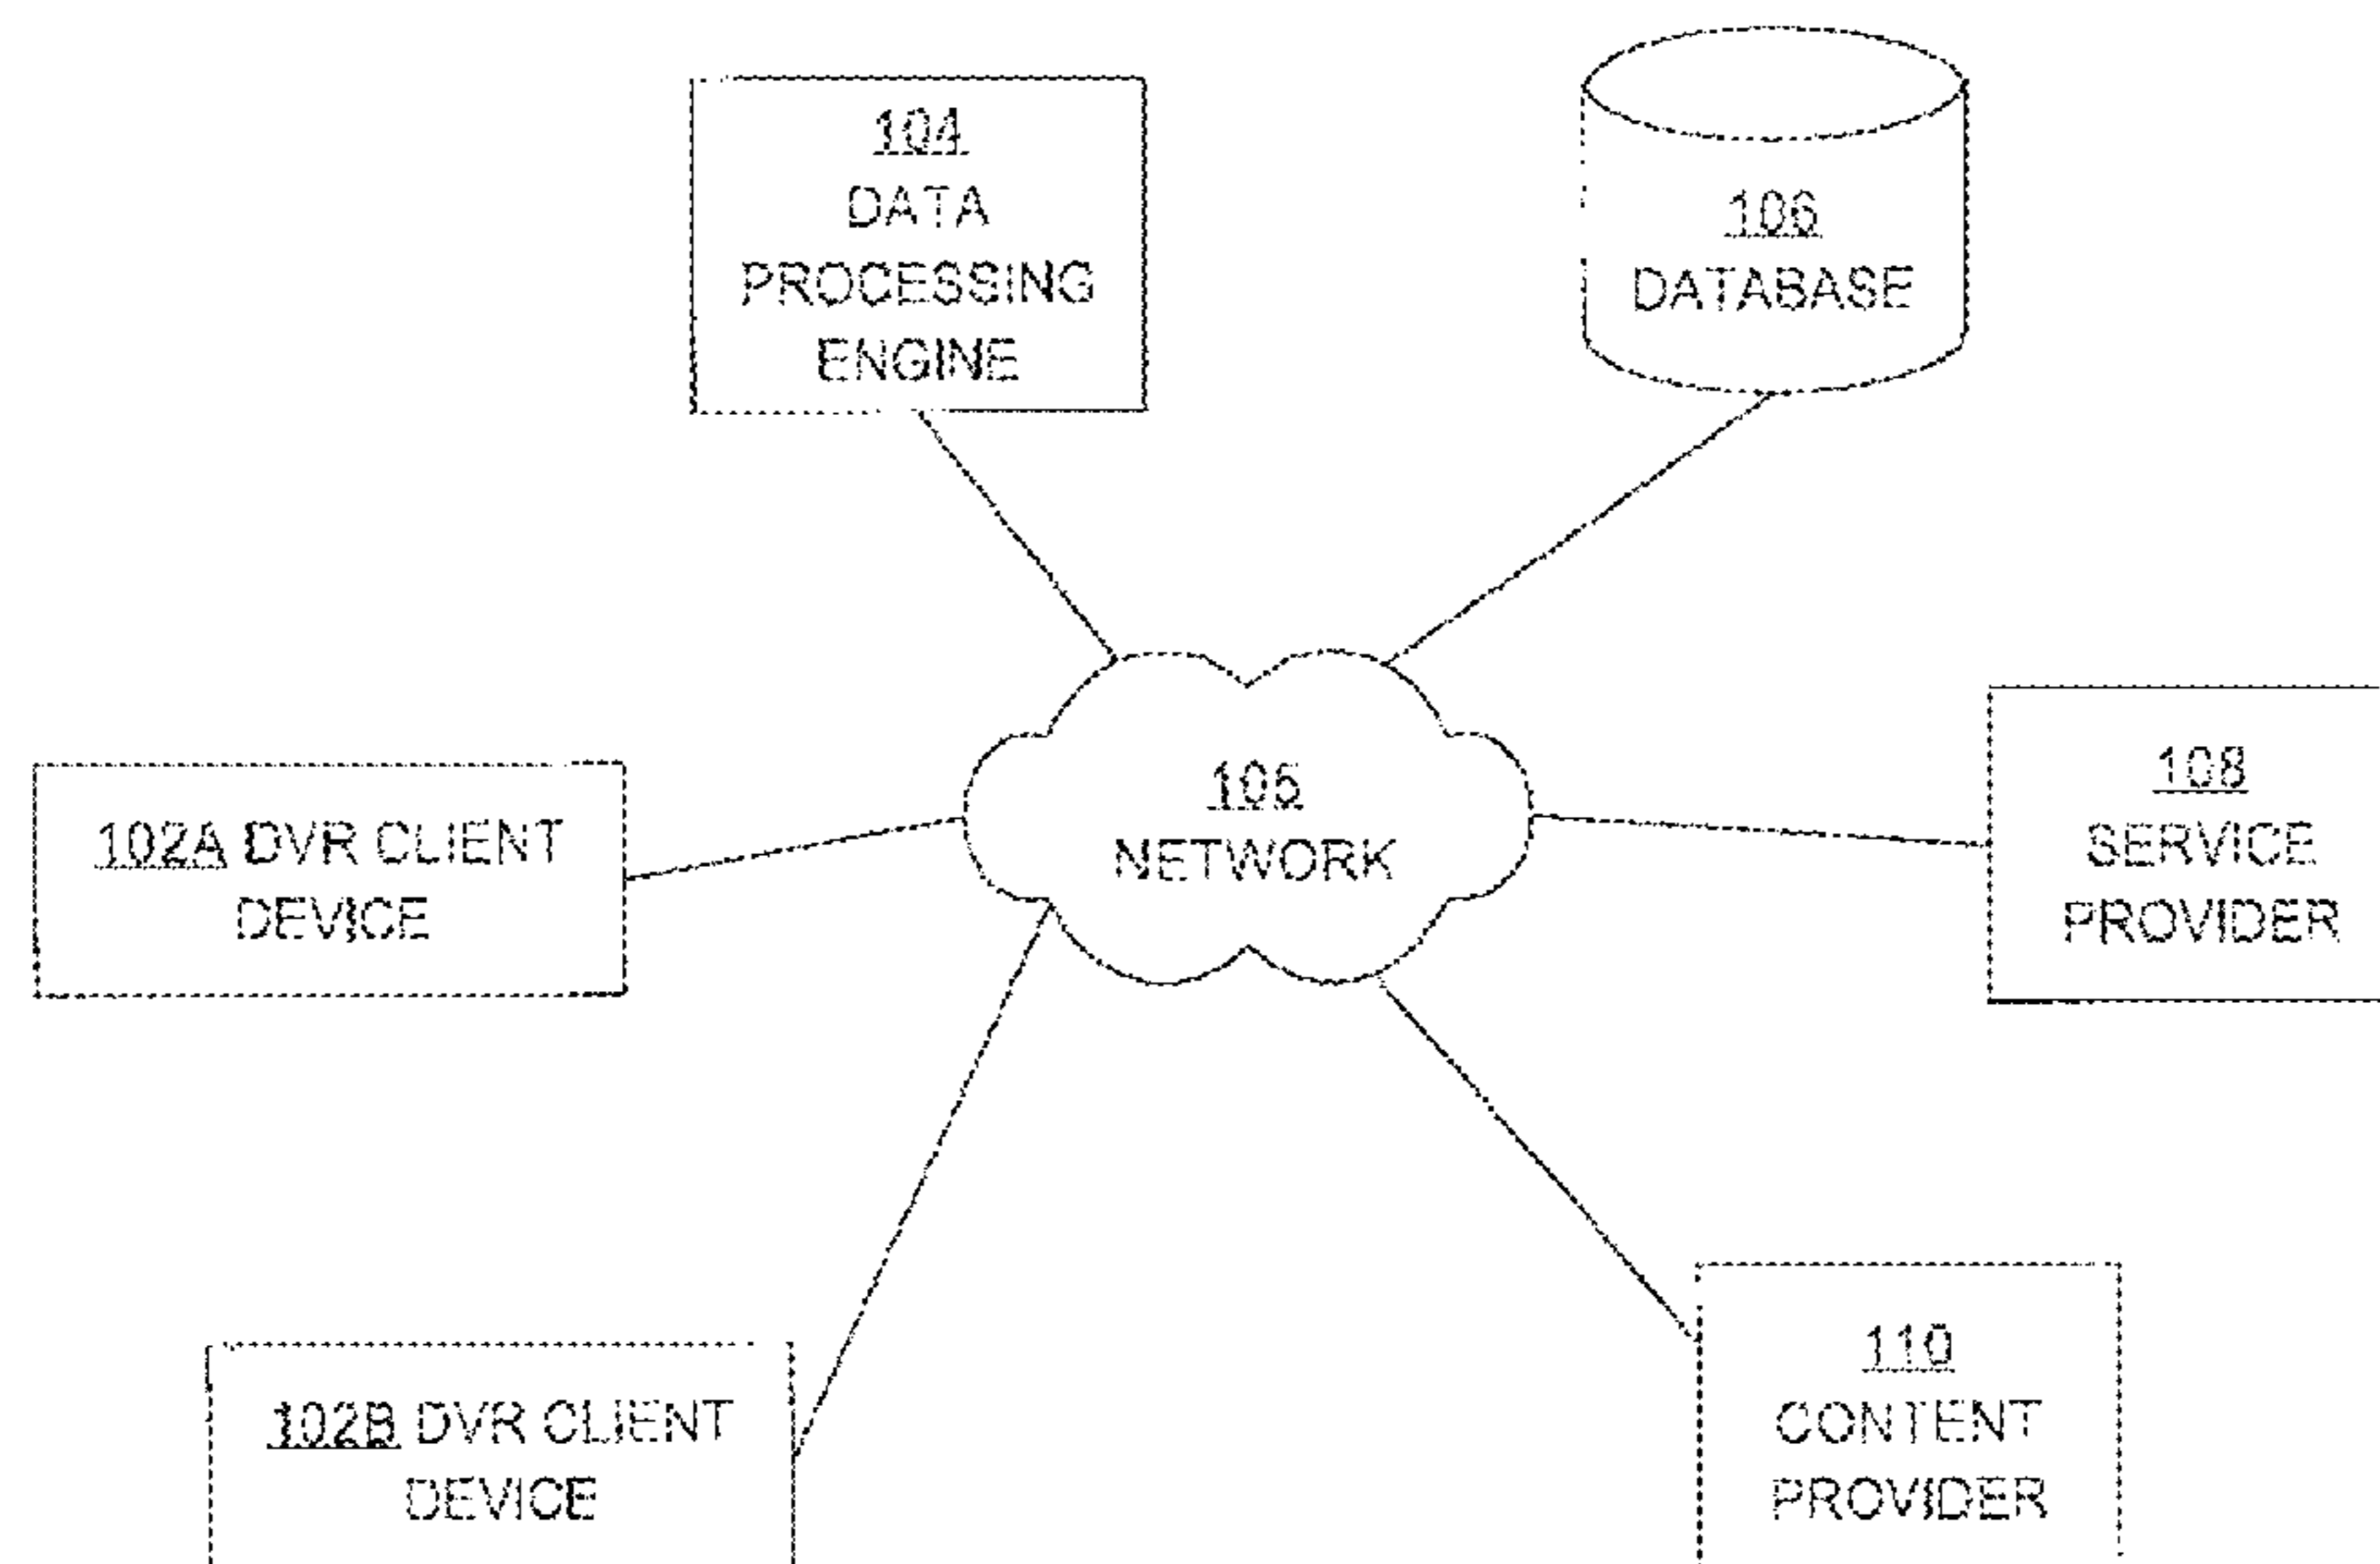 104
DATA
PROCESSING
ENGINE
106
DATABASE
105
NETWORK
108
SERVICE
PROVIDER
102A DVR CLIENT
DEVICE
102B DVR CLIENT
DEVICE
110
CONTENT
PROVIDER